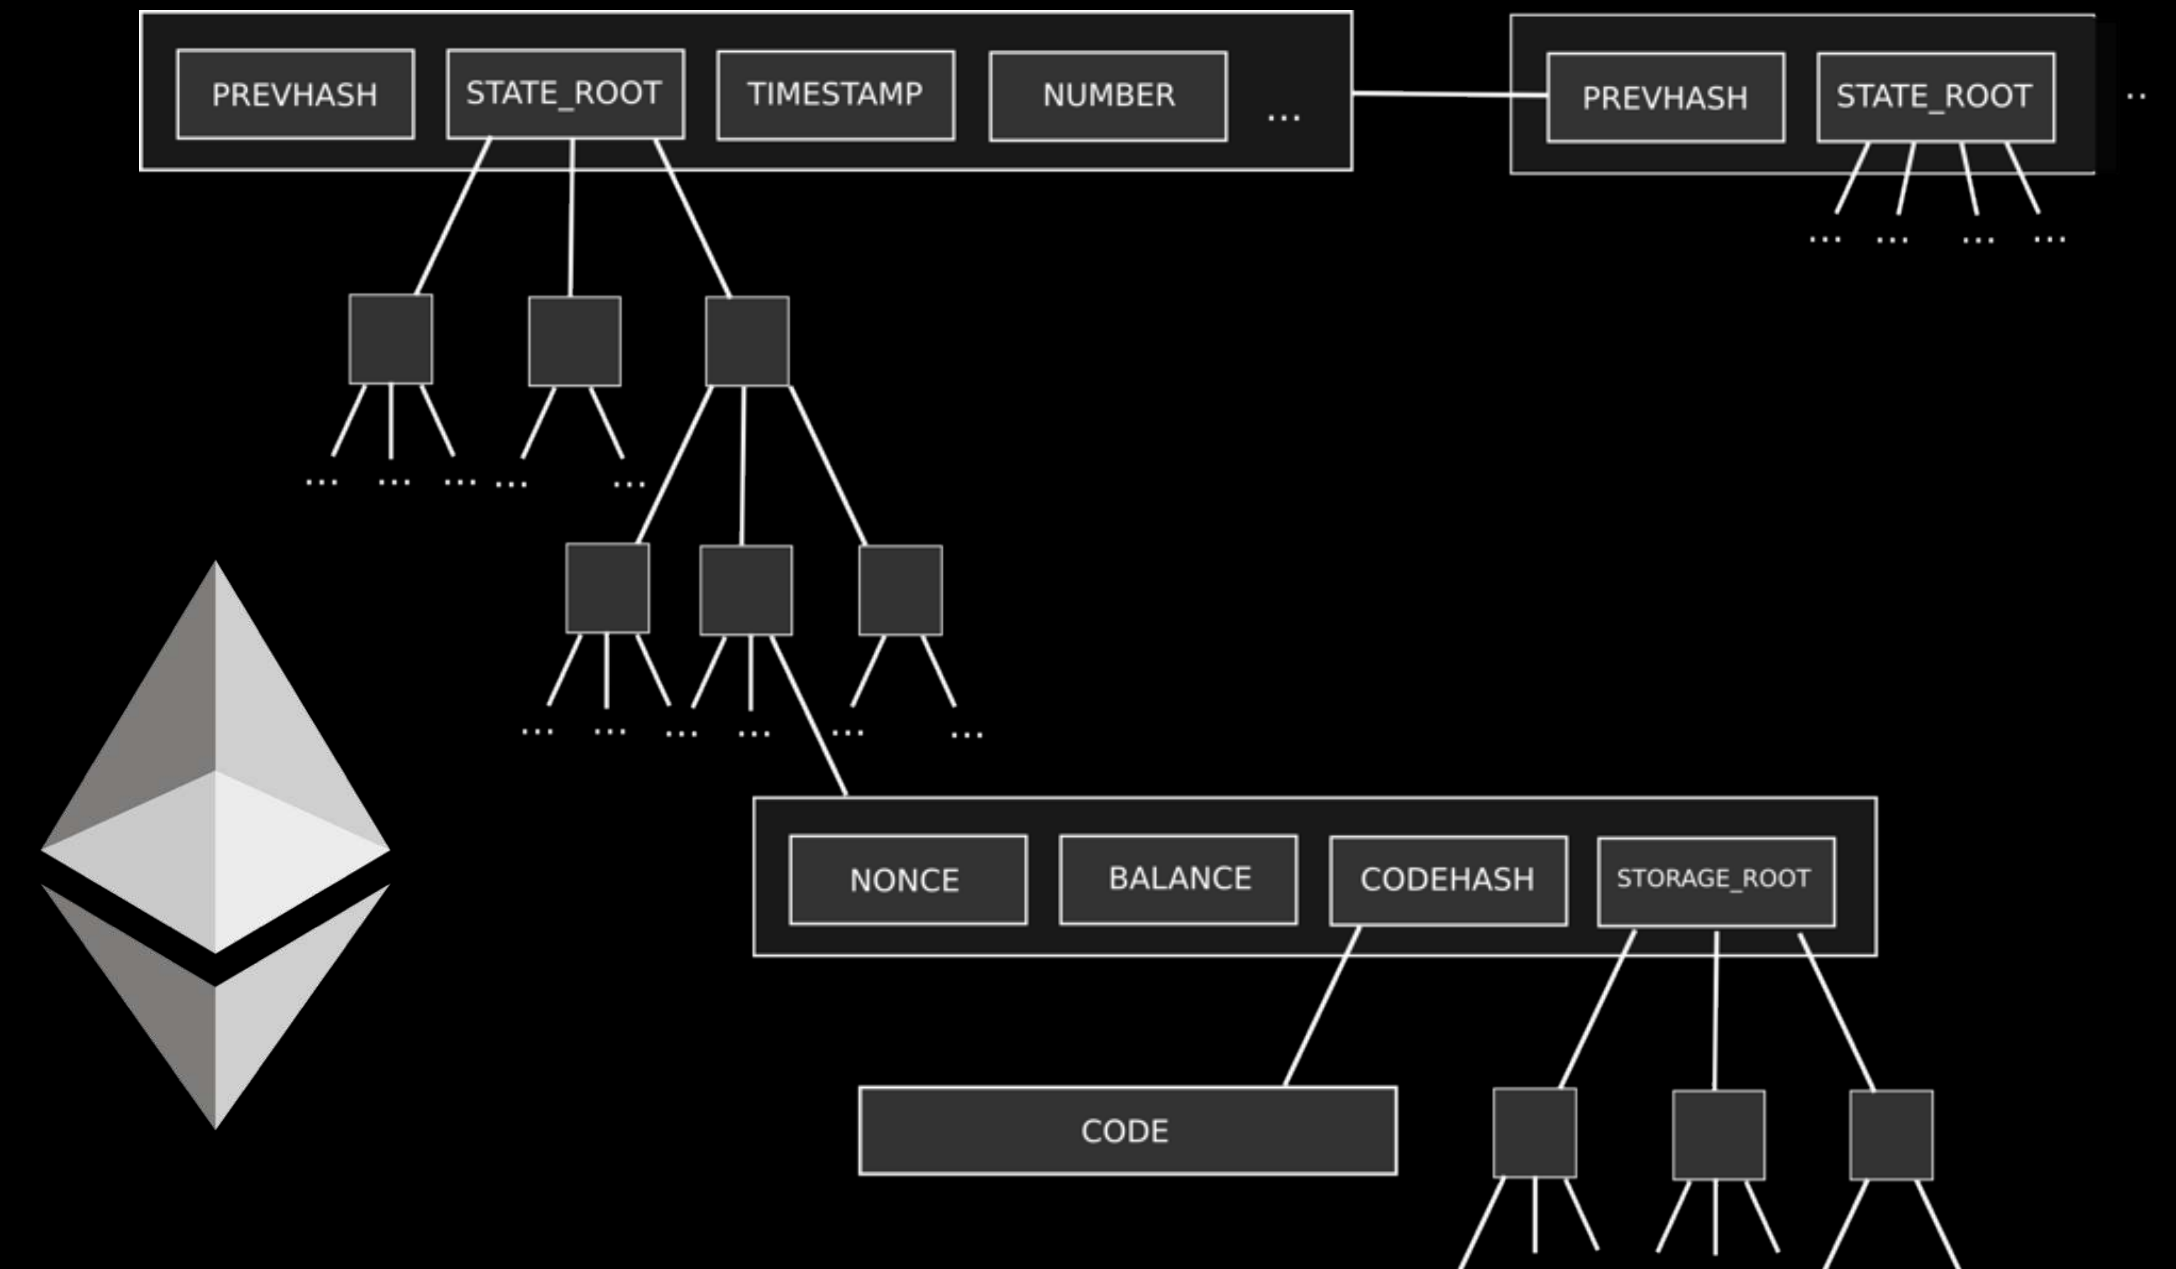 PREVHASH
STATE_ROOT
TIMESTAMP
NUMBER
...
PREVHASH
STATE_ROOT
..
... ... ... ...
... ... ... ... ...
... ... ... ... ... ...
NONCE
BALANCE
CODEHASH
STORAGE_ROOT
CODE